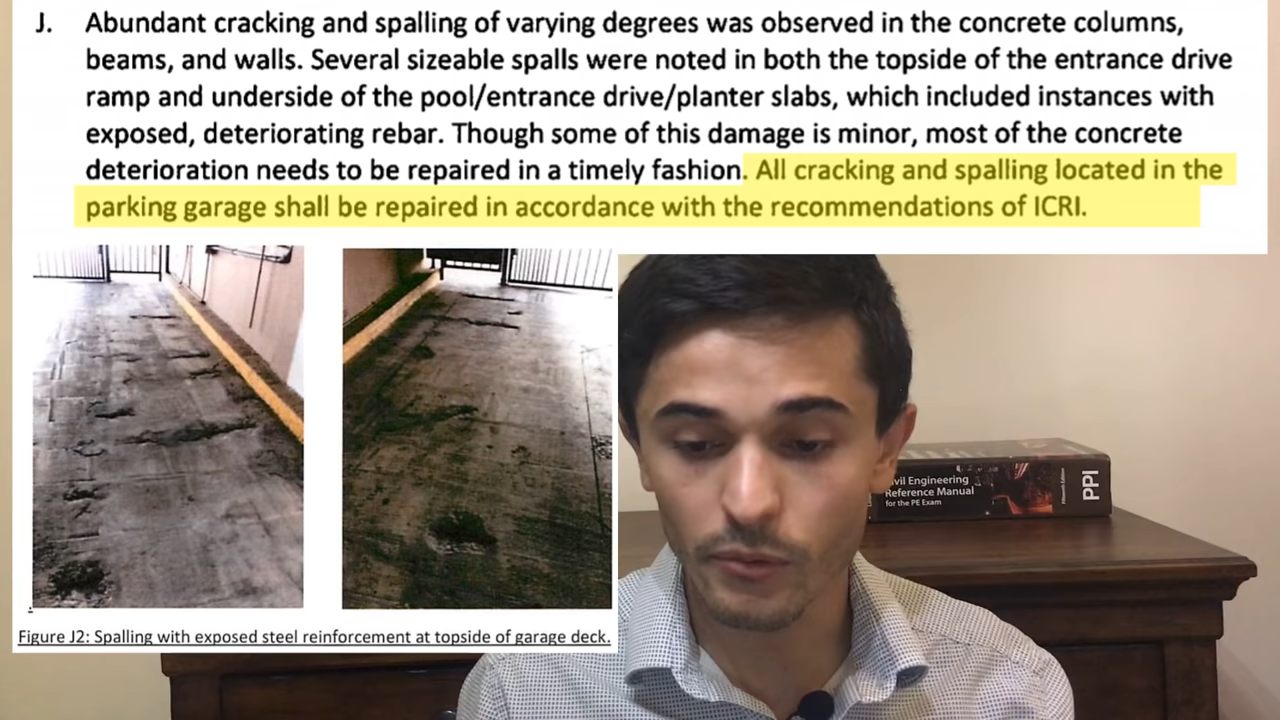 J. Abundant cracking and spalling of varying degrees was observed in the concrete columns,
beams, and walls. Several sizeable spalls were noted in both the topside of the entrance drive
ramp and underside of the pool/entrance drive/planter slabs, which included instances with
exposed, deteriorating rebar. Though some of this damage is minor, most of the concrete
deterioration needs to be repaired in a timely fashion. All cracking and spalling located in the
parking garage shall be repaired in accordance with the recommendations of ICRI.
Figure J2: Spalling with exposed steel reinforcement at topside of garage deck.
vil Engineering
Reference Manual
for the PE Exam
Fifteenth Edition
PPI